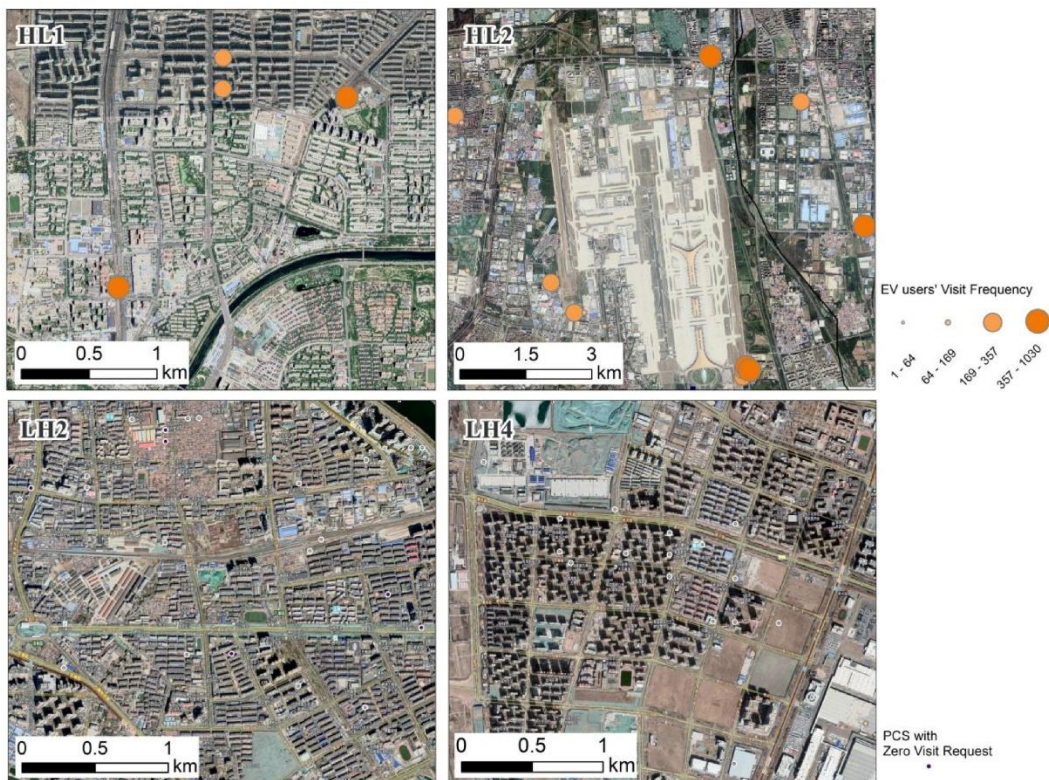 HL1
HL2
0 0.5 1
km
0 1.5 3
km
EV users' Visit Frequency
1 - 64
64 - 169
169 - 357
357 - 1030
LH2
LH4
0 0.5 1
km
0 0.5 1
km
PCS with
Zero Visit Request